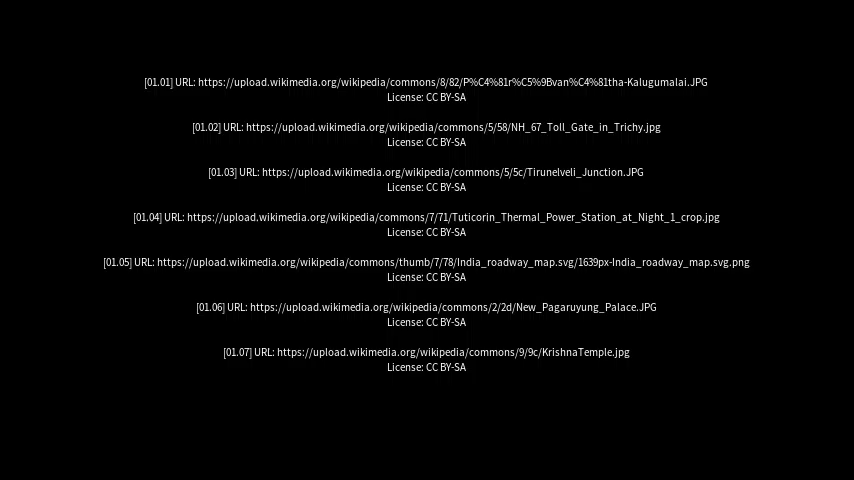 [01.01] URL: https://upload.wikimedia.org/wikipedia/commons/8/82/P%C4%81r%C5%9Bvan%C4%81tha-Kalugumalai.JPG
License: CC BY-SA
[01.02] URL: https://upload.wikimedia.org/wikipedia/commons/5/58/NH_67_Toll_Gate_in_Trichy.jpg
License: CC BY-SA
[01.03] URL: https://upload.wikimedia.org/wikipedia/commons/5/5c/Tirunelveli_Junction.JPG
License: CC BY-SA
[01.04] URL: https://upload.wikimedia.org/wikipedia/commons/7/71/Tuticorin_Thermal_Power_Station_at_Night_1_crop.jpg
License: CC BY-SA
[01.05] URL: https://upload.wikimedia.org/wikipedia/commons/thumb/7/78/India_roadway_map.svg/1639px-India_roadway_map.svg.png
License: CC BY-SA
[01.06] URL: https://upload.wikimedia.org/wikipedia/commons/2/2d/New_Pagaruyung_Palace.JPG
License: CC BY-SA
[01.07] URL: https://upload.wikimedia.org/wikipedia/commons/9/9c/KrishnaTemple.jpg
License: CC BY-SA